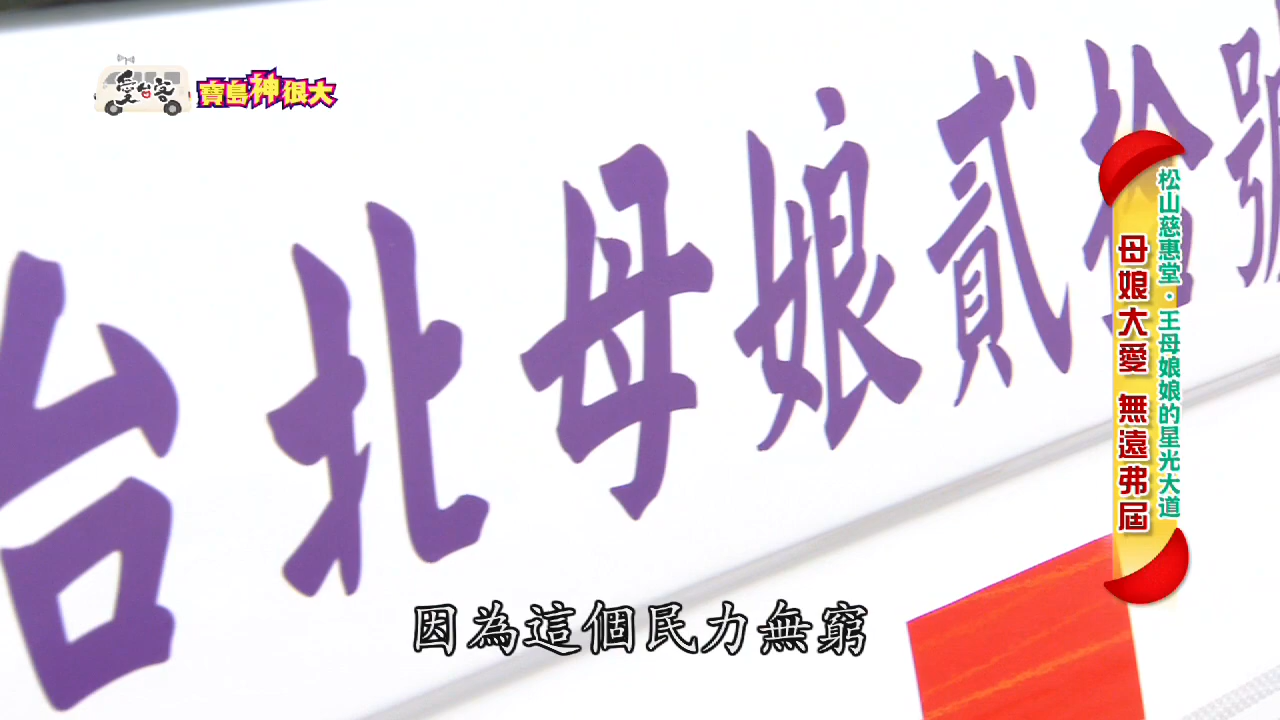 愛台客
寶島神很大
台北母娘貳拾號
松山慈惠堂・王母娘娘的星光大道
母娘大愛 無遠弗屆
因為這個民力無窮